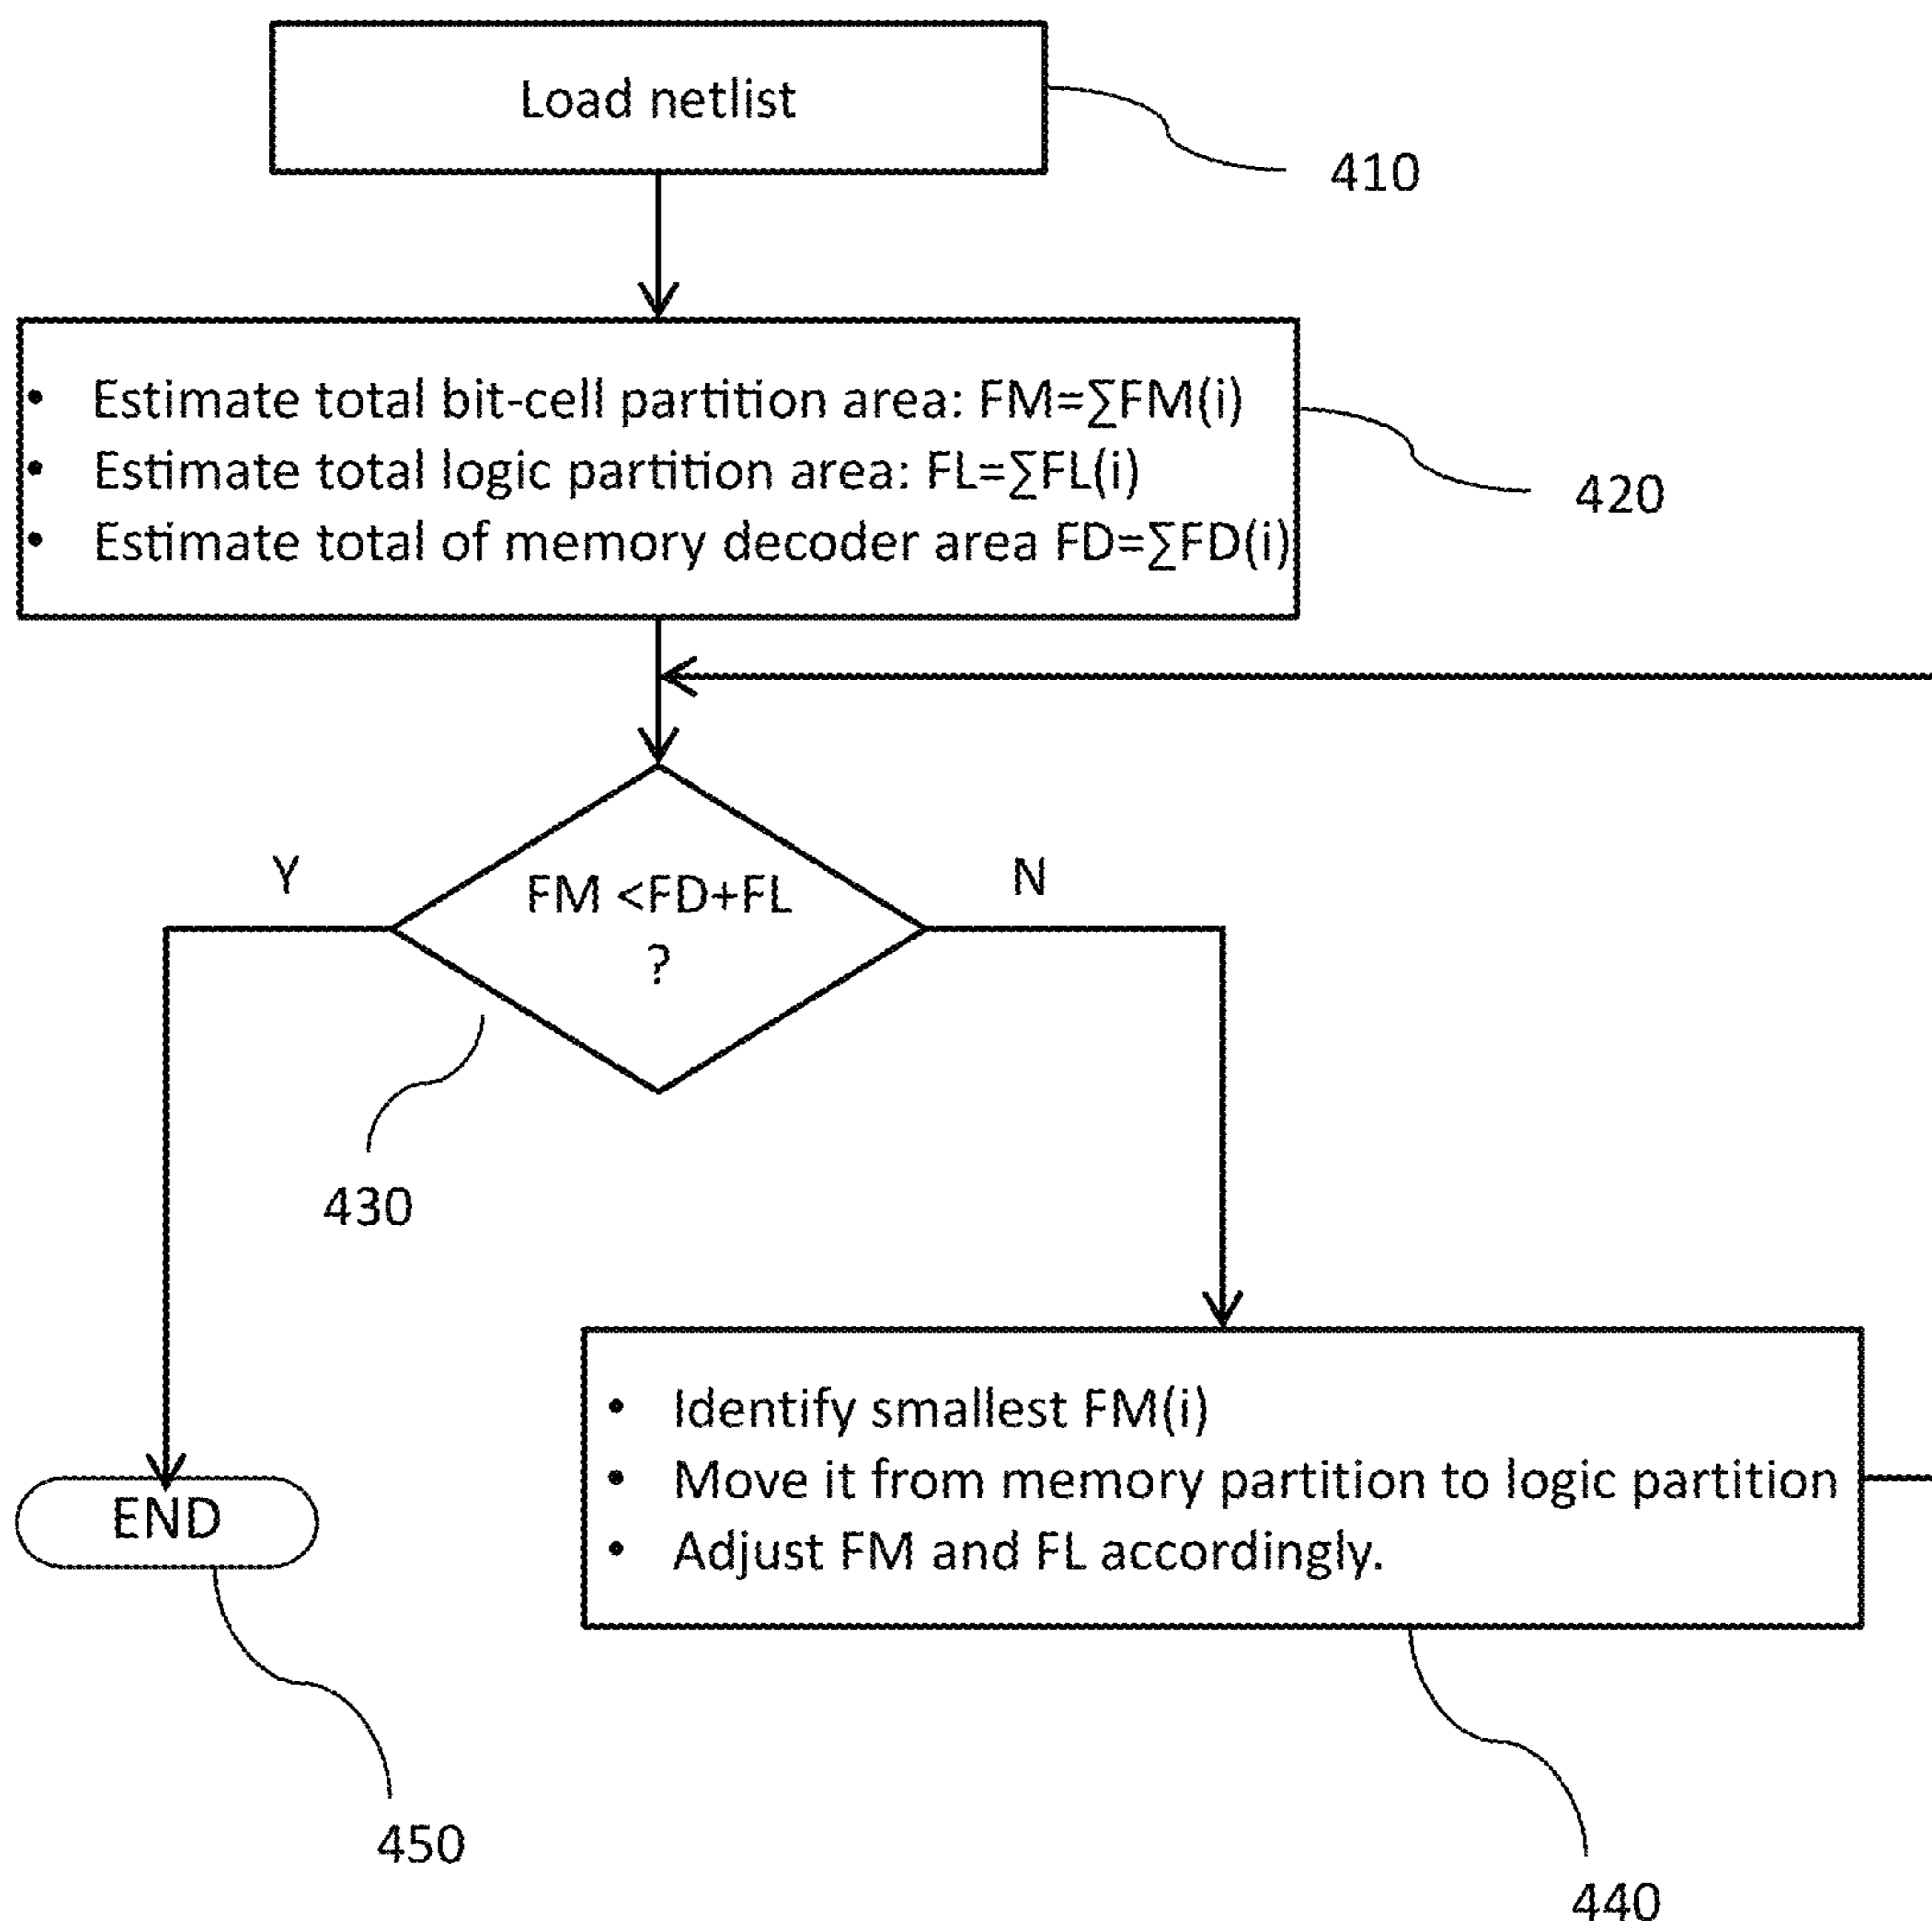 Load netlist
410
• Estimate total bit-cell partition area: FM=∑FM(i)
• Estimate total logic partition area: FL=∑FL(i)
• Estimate total of memory decoder area FD=∑FD(i)
420
Y
FM <FD+FL
?
N
430
• Identify smallest FM(i)
• Move it from memory partition to logic partition
• Adjust FM and FL accordingly.
END
450
440